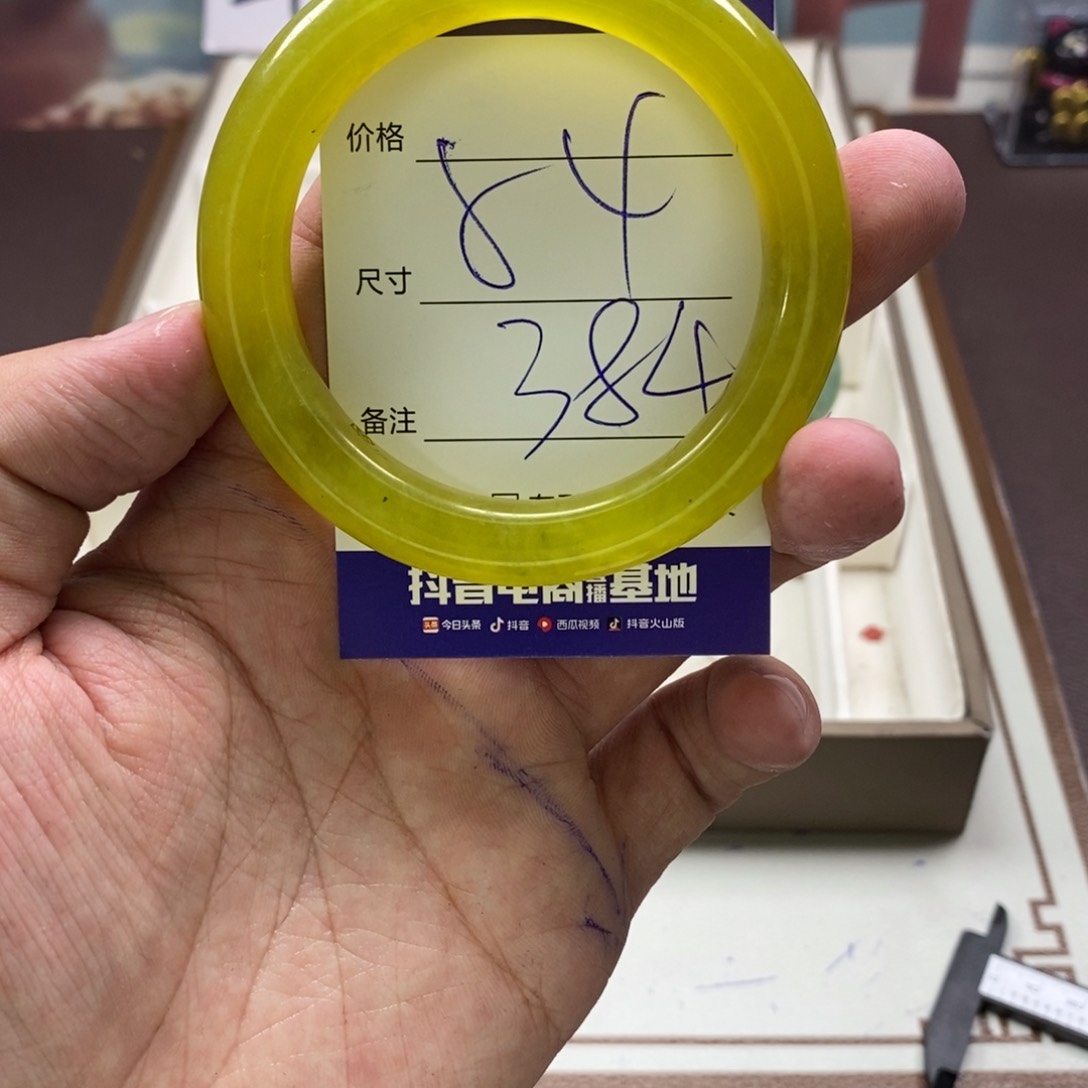 价格
84
尺寸
384
备注
抖音电商直播基地
今日头条 抖音 西瓜视频 抖音火山版